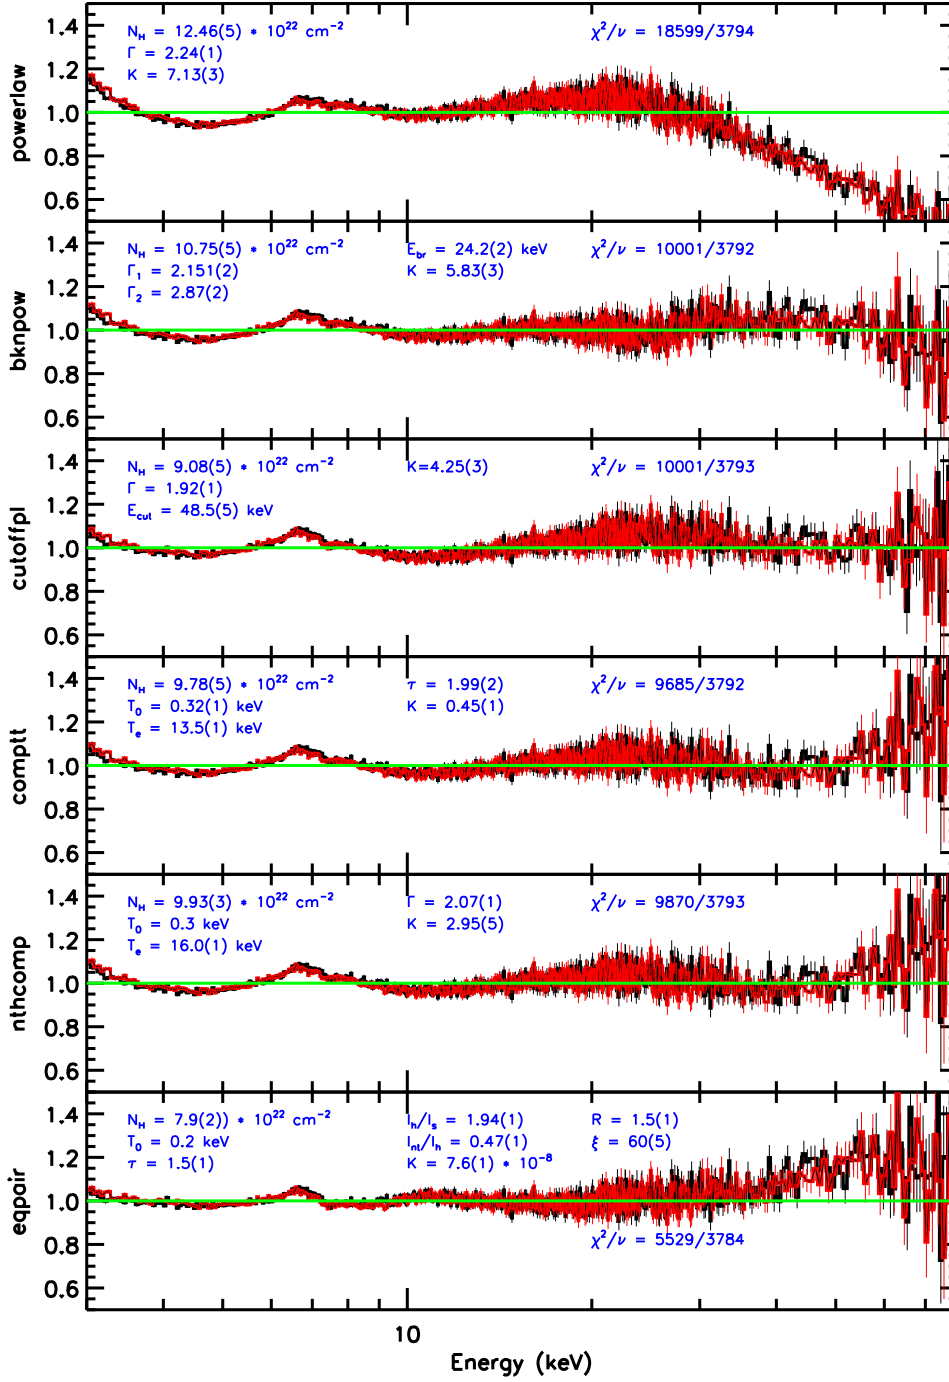 powerlaw
1.4
1.2
1.0
0.8
0.6
N_H = 12.46(5) * 10^22 cm^-2
Γ = 2.24(1)
K = 7.13(3)
χ²/ν = 18599/3794
bknpow
1.4
1.2
1.0
0.8
0.6
N_H = 10.75(5) * 10^22 cm^-2
Γ_1 = 2.151(2)
Γ_2 = 2.87(2)
E_br = 24.2(2) keV
K = 5.83(3)
χ²/ν = 10001/3792
cutoffpl
1.4
1.2
1.0
0.8
0.6
N_H = 9.08(5) * 10^22 cm^-2
Γ = 1.92(1)
E_cut = 48.5(5) keV
K=4.25(3)
χ²/ν = 10001/3793
comptt
1.4
1.2
1.0
0.8
0.6
N_H = 9.78(5) * 10^22 cm^-2
T_0 = 0.32(1) keV
T_e = 13.5(1) keV
τ = 1.99(2)
K = 0.45(1)
χ²/ν = 9685/3792
nthcomp
1.4
1.2
1.0
0.8
0.6
N_H = 9.93(3) * 10^22 cm^-2
T_0 = 0.3 keV
T_e = 16.0(1) keV
Γ = 2.07(1)
K = 2.95(5)
χ²/ν = 9870/3793
eqpair
1.4
1.2
1.0
0.8
0.6
N_H = 7.9(2)) * 10^22 cm^-2
T_0 = 0.2 keV
τ = 1.5(1)
l_h/l_s = 1.94(1)
l_nt/l_h = 0.47(1)
K = 7.6(1) * 10^-8
R = 1.5(1)
ξ = 60(5)
χ²/ν = 5529/3784
10
Energy (keV)